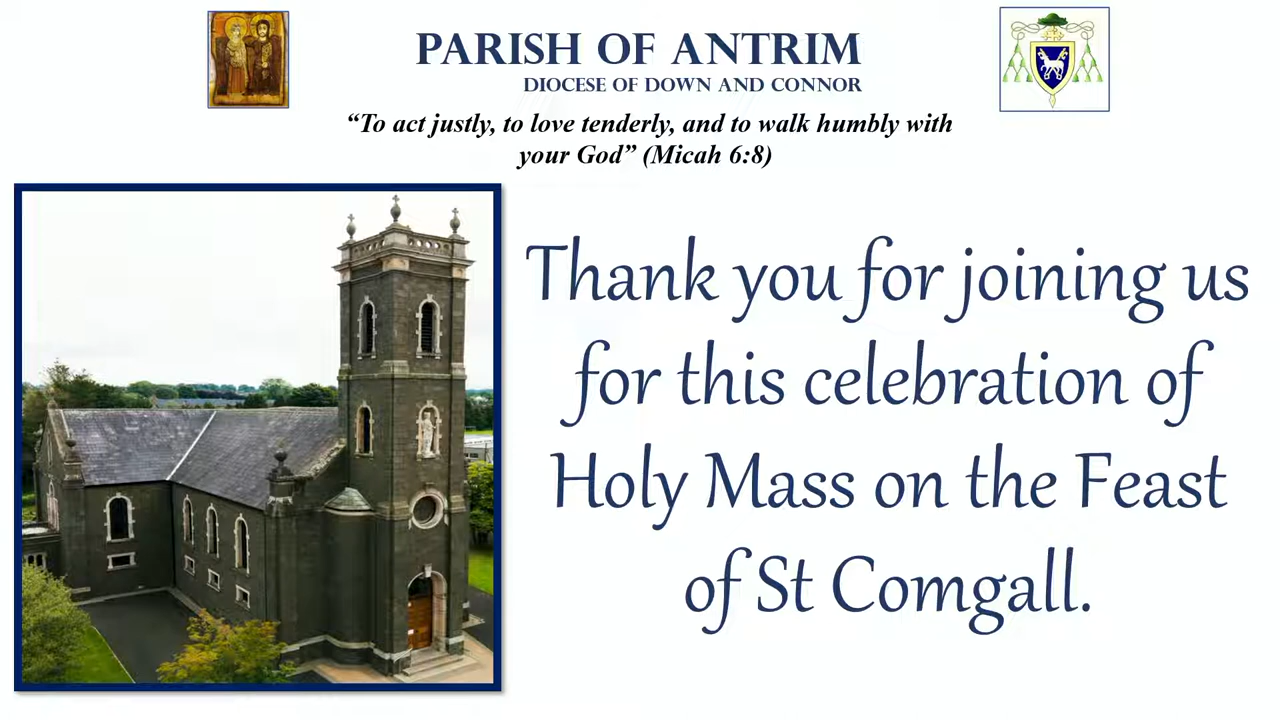 PARISH OF ANTRIM
DIOCESE OF DOWN AND CONNOR
“To act justly, to love tenderly, and to walk humbly with
your God” (Micah 6:8)
Thank you for joining us
for this celebration of
Holy Mass on the Feast
of St Comgall.